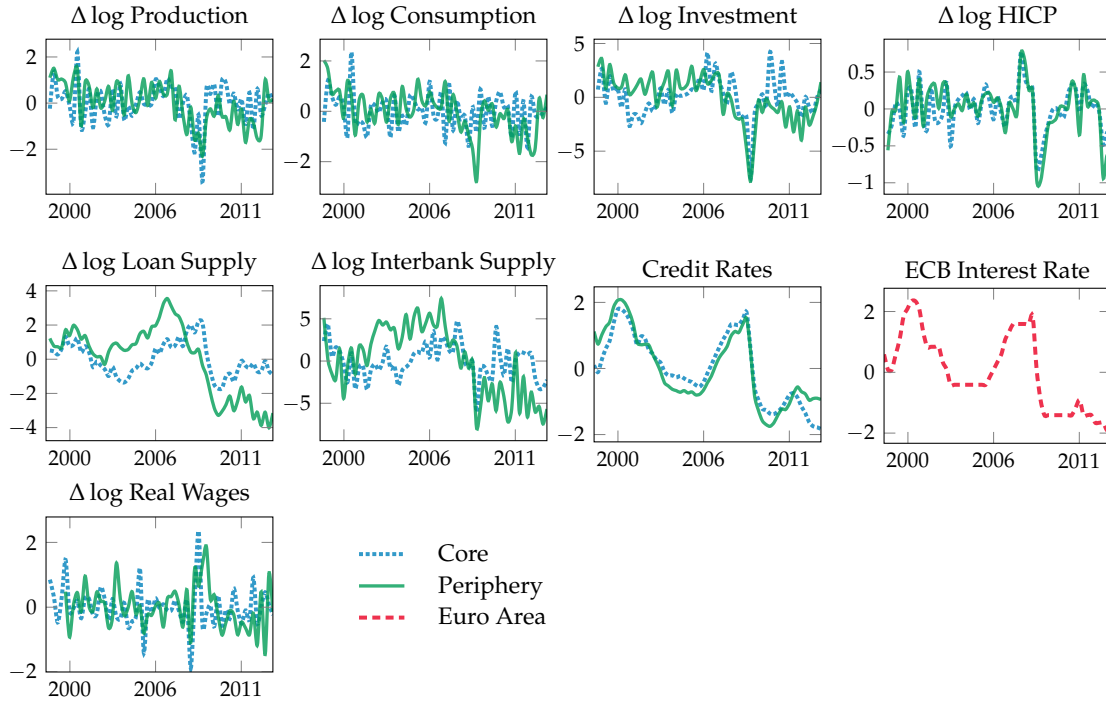 Δ log Production Δ log Consumption Δ log Investment Δ log HICP
2 0 −2
2000 2006 2011
2 0 −2
2000 2006 2011
5 0 −5
2000 2006 2011
0.5 0 −0.5 −1
2000 2006 2011
Δ log Loan Supply Δ log Interbank Supply Credit Rates ECB Interest Rate
4 2 0 −2 −4
2000 2006 2011
5 0 −5
2000 2006 2011
2 0 −2
2000 2006 2011
2 0 −2
2000 2006 2011
Δ log Real Wages
2 0 −2
2000 2006 2011
Core
Periphery
Euro Area